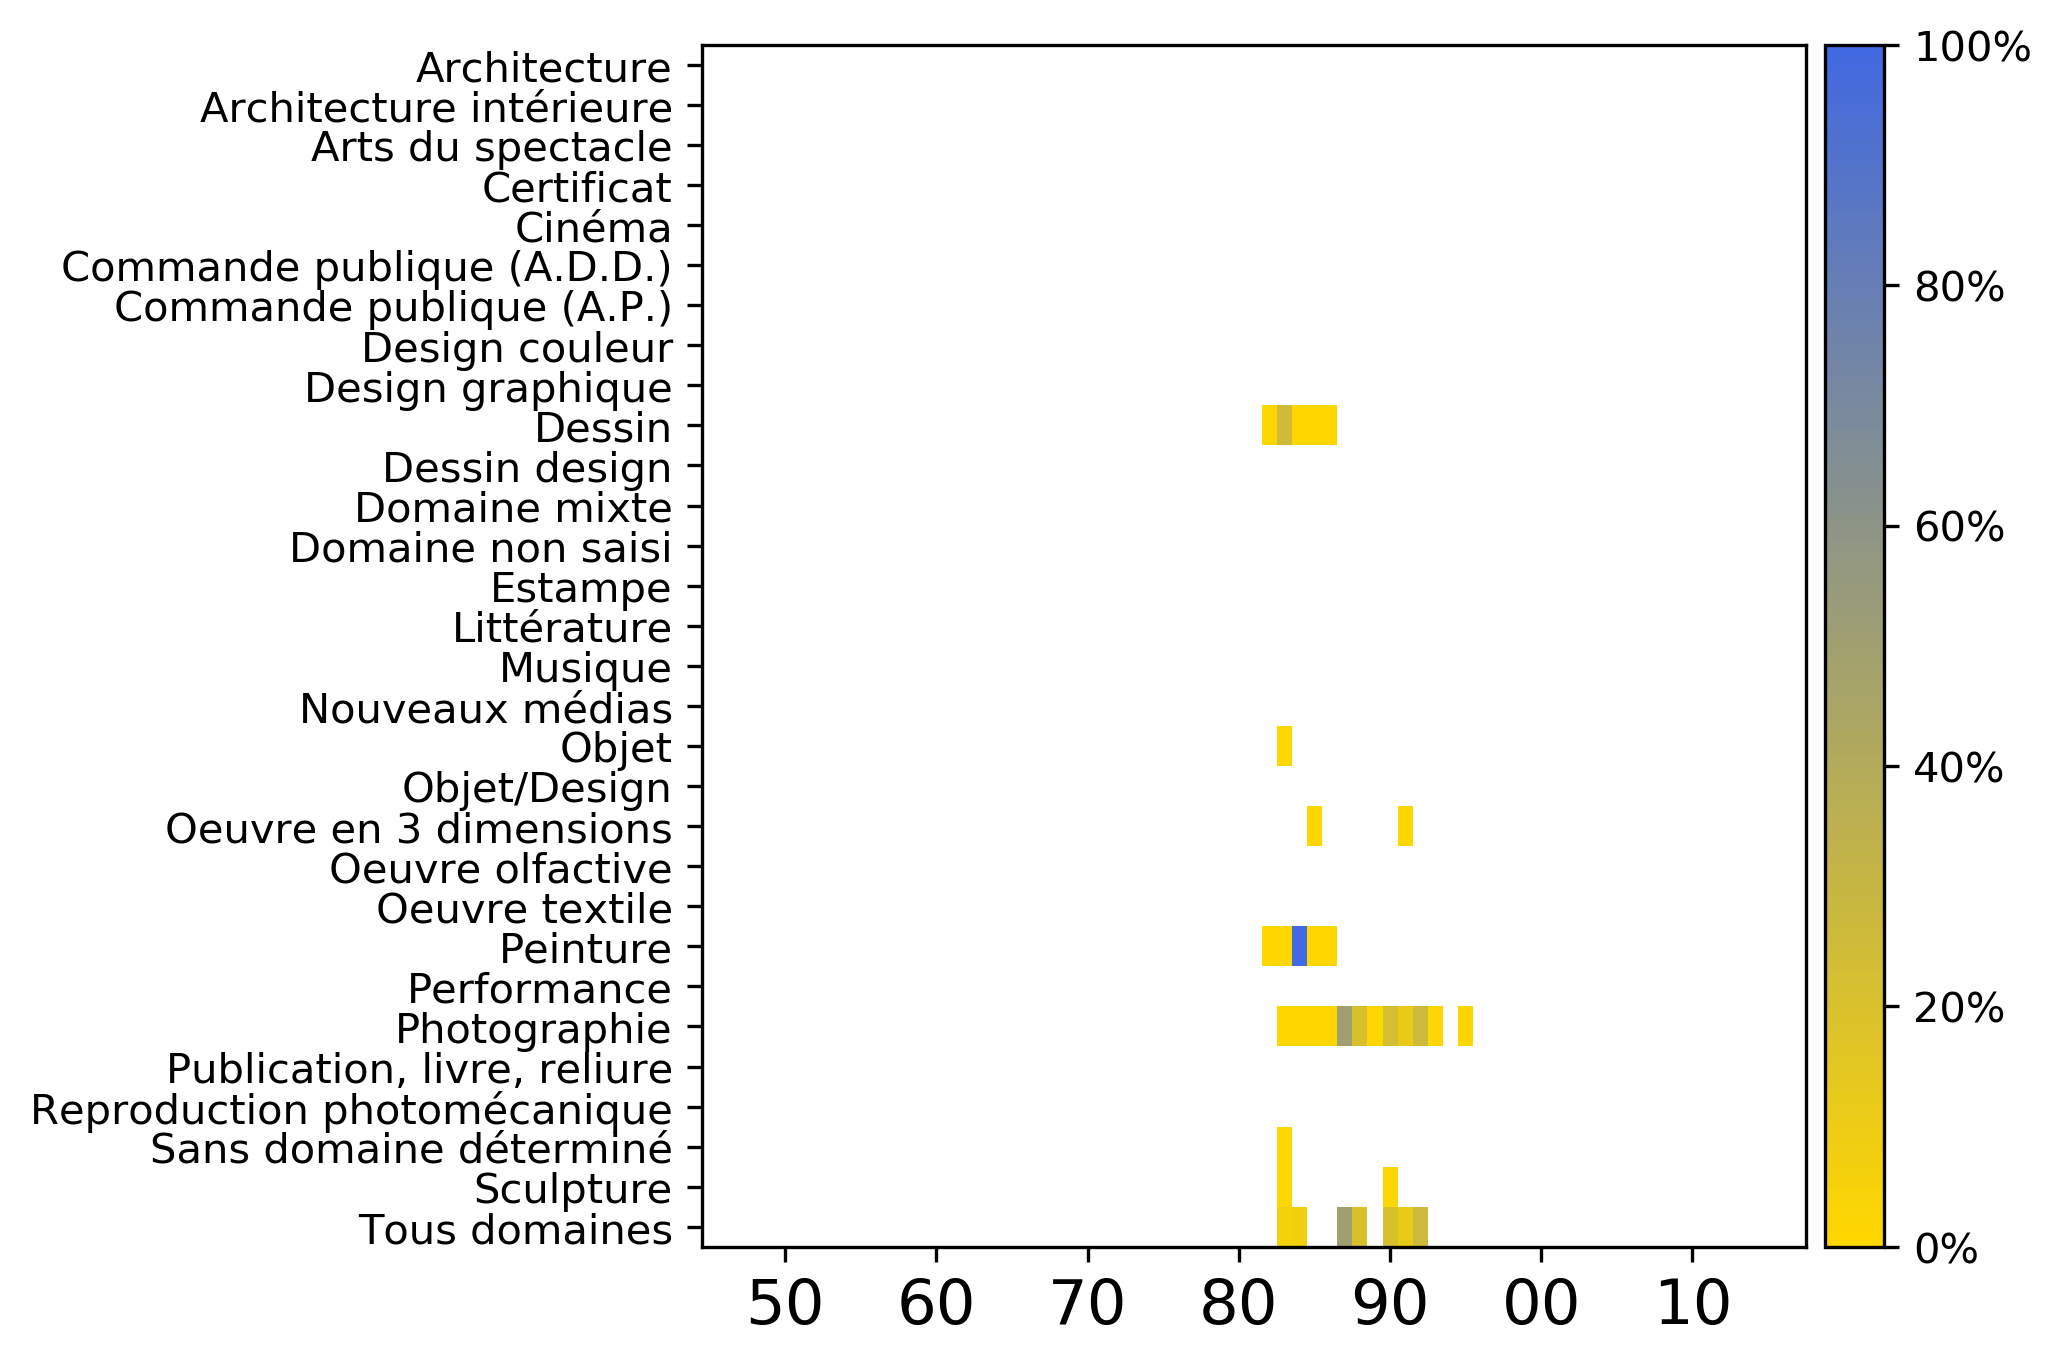 Architecture
Architecture intérieure
Arts du spectacle
Certificat
Cinéma
Commande publique (A.D.D.)
Commande publique (A.P.)
Design couleur
Design graphique
Dessin
Dessin design
Domaine mixte
Domaine non saisi
Estampe
Littérature
Musique
Nouveaux médias
Objet
Objet/Design
Oeuvre en 3 dimensions
Oeuvre olfactive
Oeuvre textile
Peinture
Performance
Photographie
Publication, livre, reliure
Reproduction photomécanique
Sans domaine déterminé
Sculpture
Tous domaines
50 60 70 80 90 00 10
100%
80%
60%
40%
20%
0%